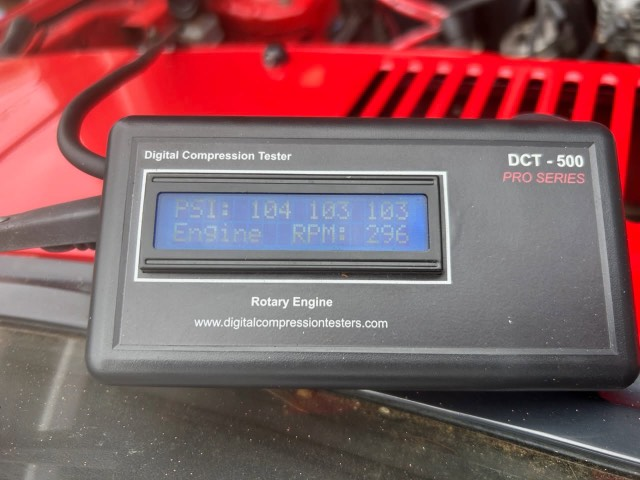 Digital Compression Tester
DCT - 500
PRO SERIES
PSI: 104 103 103
Engine RPM: 296
Rotary Engine
www.digitalcompressiontesters.com